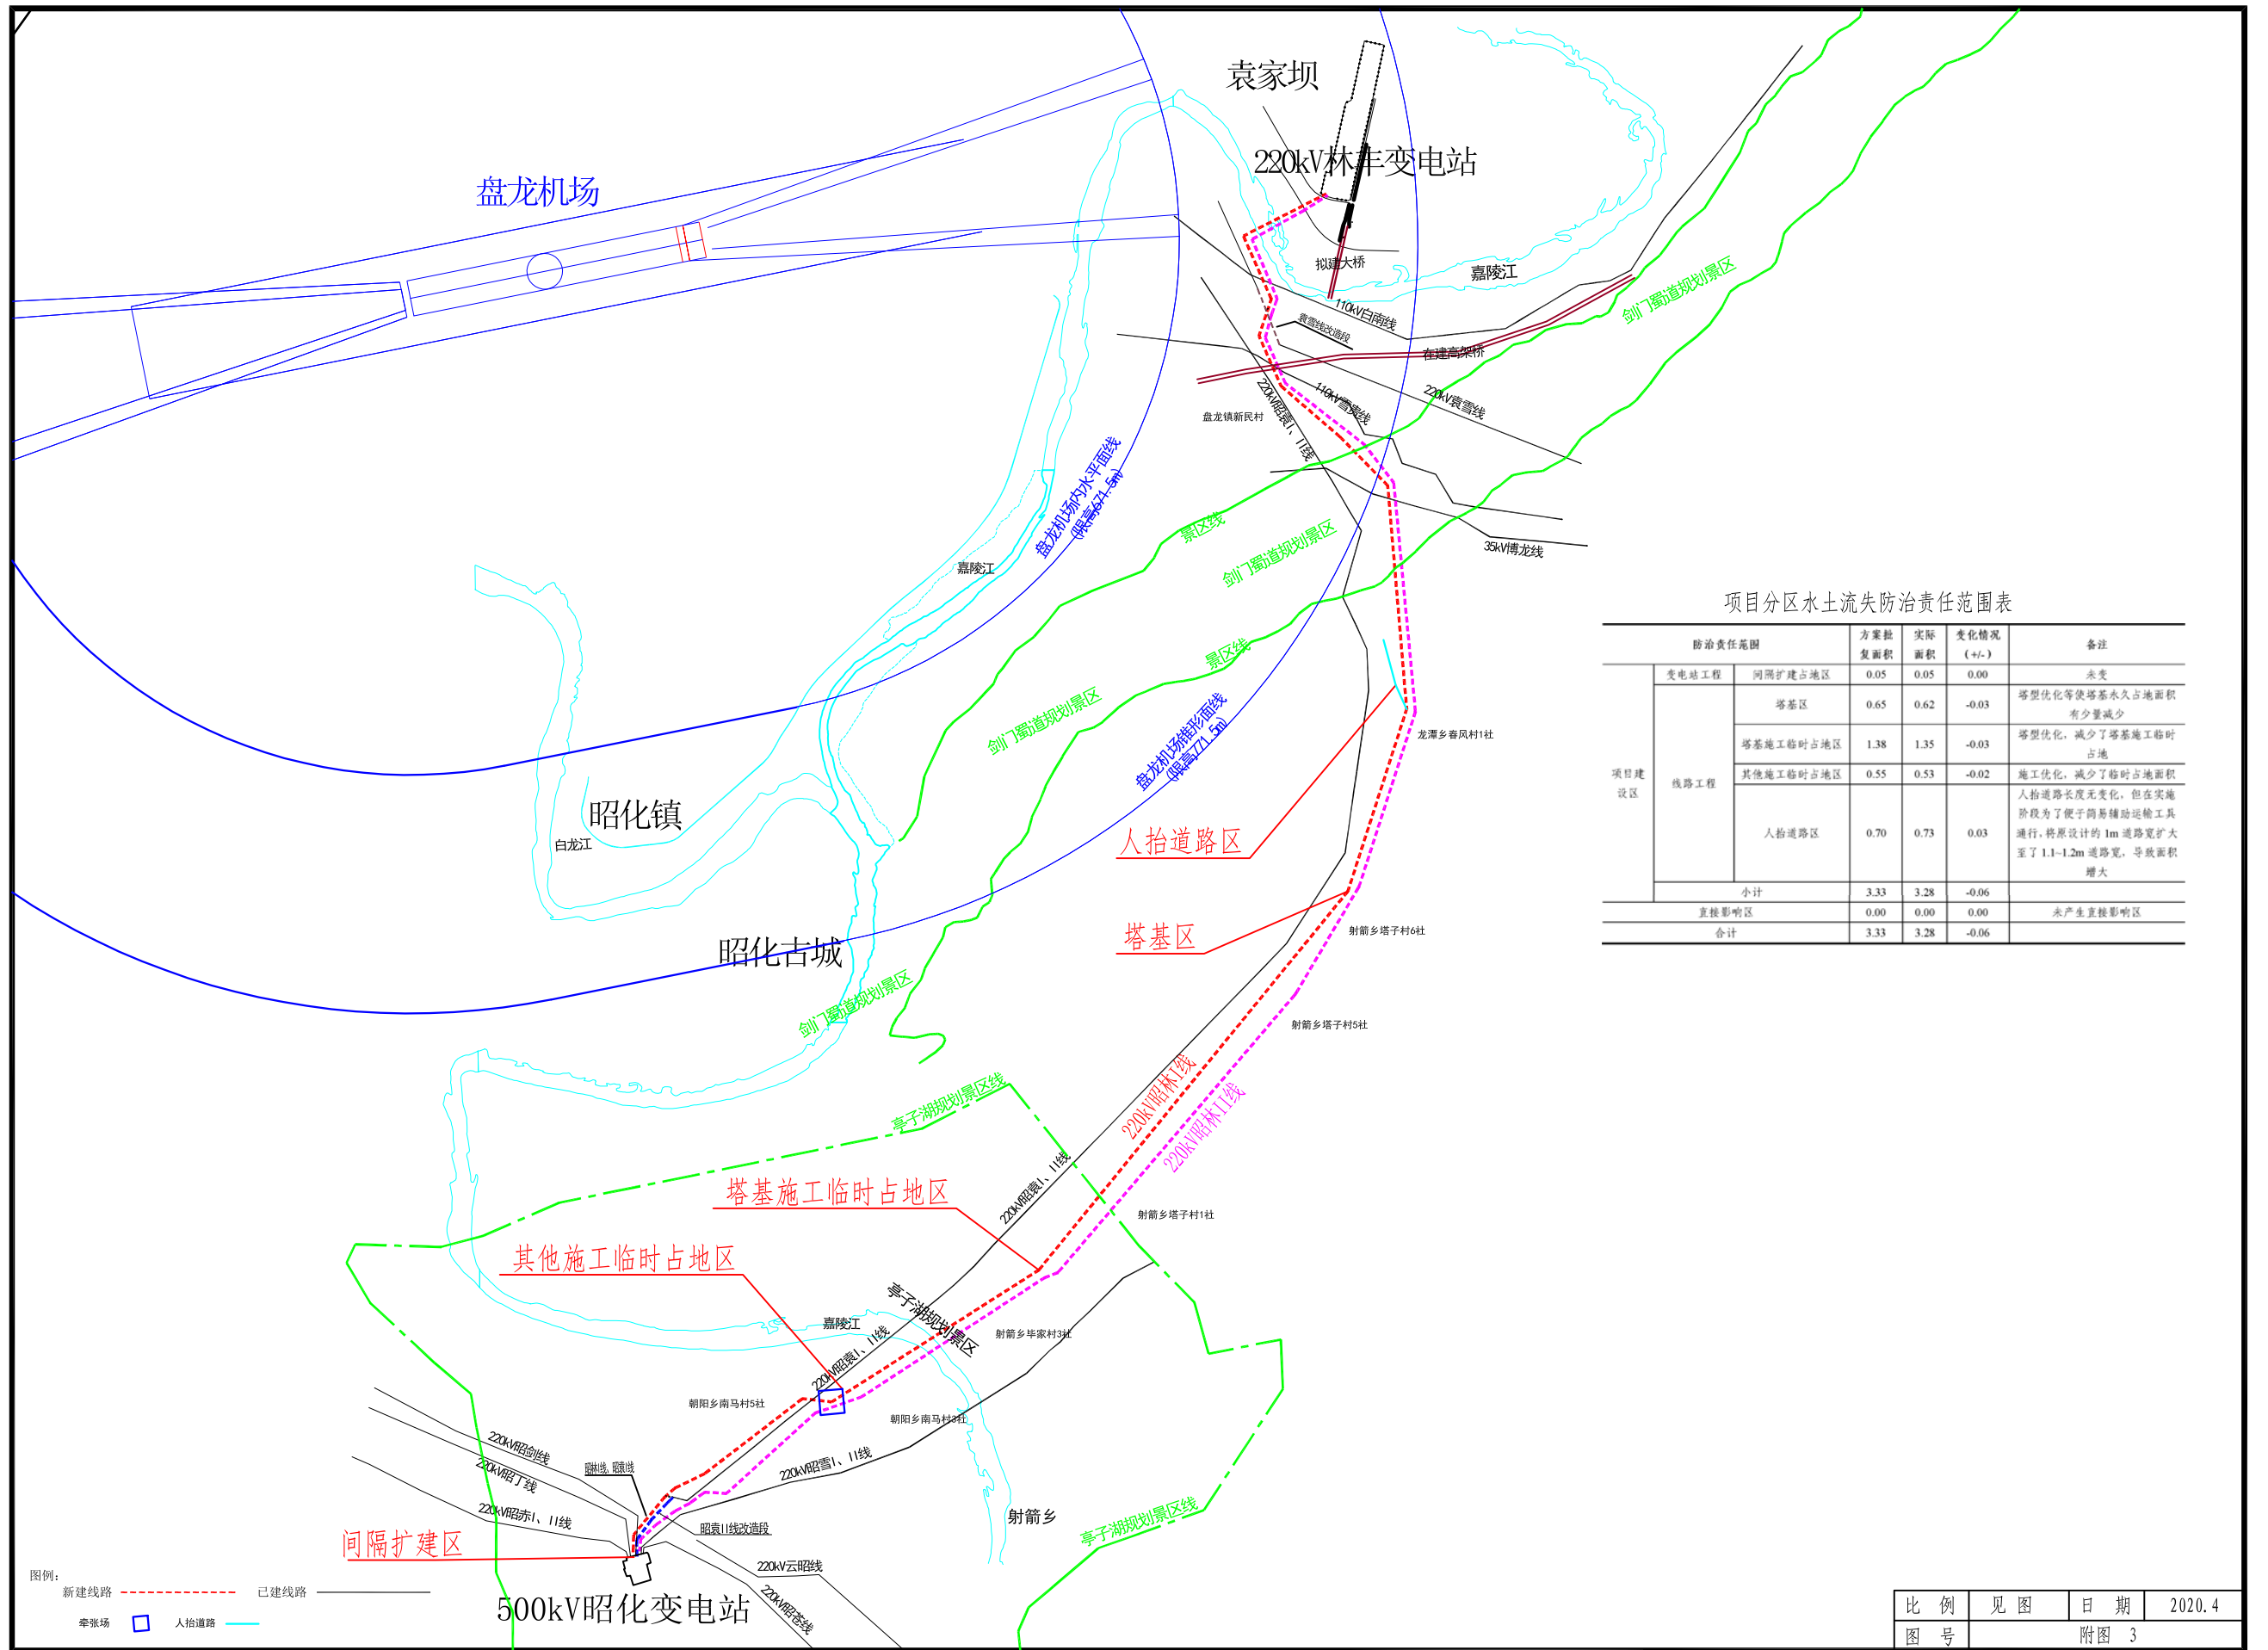 袁家坝
220kV林丰变电站
盘龙机场
拟建大桥
嘉陵江
剑门蜀道规划景区
110kV白南线
袁雪线改造段
在建高架桥
220kV昭袁I、II线
110kV雪宝线
220kV袁雪线
盘龙镇新民村
盘龙机场内水平面线
(限高671.5m)
景区线
剑门蜀道规划景区
35kV博龙线
嘉陵江
景区线
剑门蜀道规划景区
盘龙机场锥形面线
(限高771.5m)
龙潭乡春风村1社
昭化镇
白龙江
人抬道路区
塔基区
射箭乡塔子村6社
昭化古城
剑门蜀道规划景区
射箭乡塔子村5社
220kV昭林I线
220kV昭林II线
亭子湖规划景区线
220kV昭袁I、II线
塔基施工临时占地区
射箭乡塔子村1社
其他施工临时占地区
亭子湖规划景区
嘉陵江
射箭乡毕家村3社
220kV昭袁I、II线
朝阳乡南马村5社
朝阳乡南马村3社
220kV昭剑线
220kV昭丁线
220kV昭雪I、II线
220kV昭赤I、II线
昭袁II线改造段
射箭乡
亭子湖规划景区线
间隔扩建区
220kV云昭线
220kV昭苍线
500kV昭化变电站
图例:
新建线路 已建线路
牵张场 人抬道路
项目分区水土流失防治责任范围表
防治责任范围 方案批复面积 实际面积 变化情况(+/-) 备注
项目建设区 变电站工程 间隔扩建占地区 0.05 0.05 0.00 未变
线路工程 塔基区 0.65 0.62 -0.03 塔型优化等使塔基永久占地面积有少量减少
塔基施工临时占地区 1.38 1.35 -0.03 塔型优化，减少了塔基施工临时占地
其他施工临时占地区 0.55 0.53 -0.02 施工优化，减少了临时占地面积
人抬道路区 0.70 0.73 0.03 人抬道路长度无变化，但在实施阶段为了便于简易辅助运输工具通行，将原设计的 1m 道路宽扩大至了 1.1~1.2m 道路宽，导致面积增大
小计 3.33 3.28 -0.06
直接影响区 0.00 0.00 0.00 未产生直接影响区
合计 3.33 3.28 -0.06
比 例 见 图 日 期 2020.4
图 号 附图 3